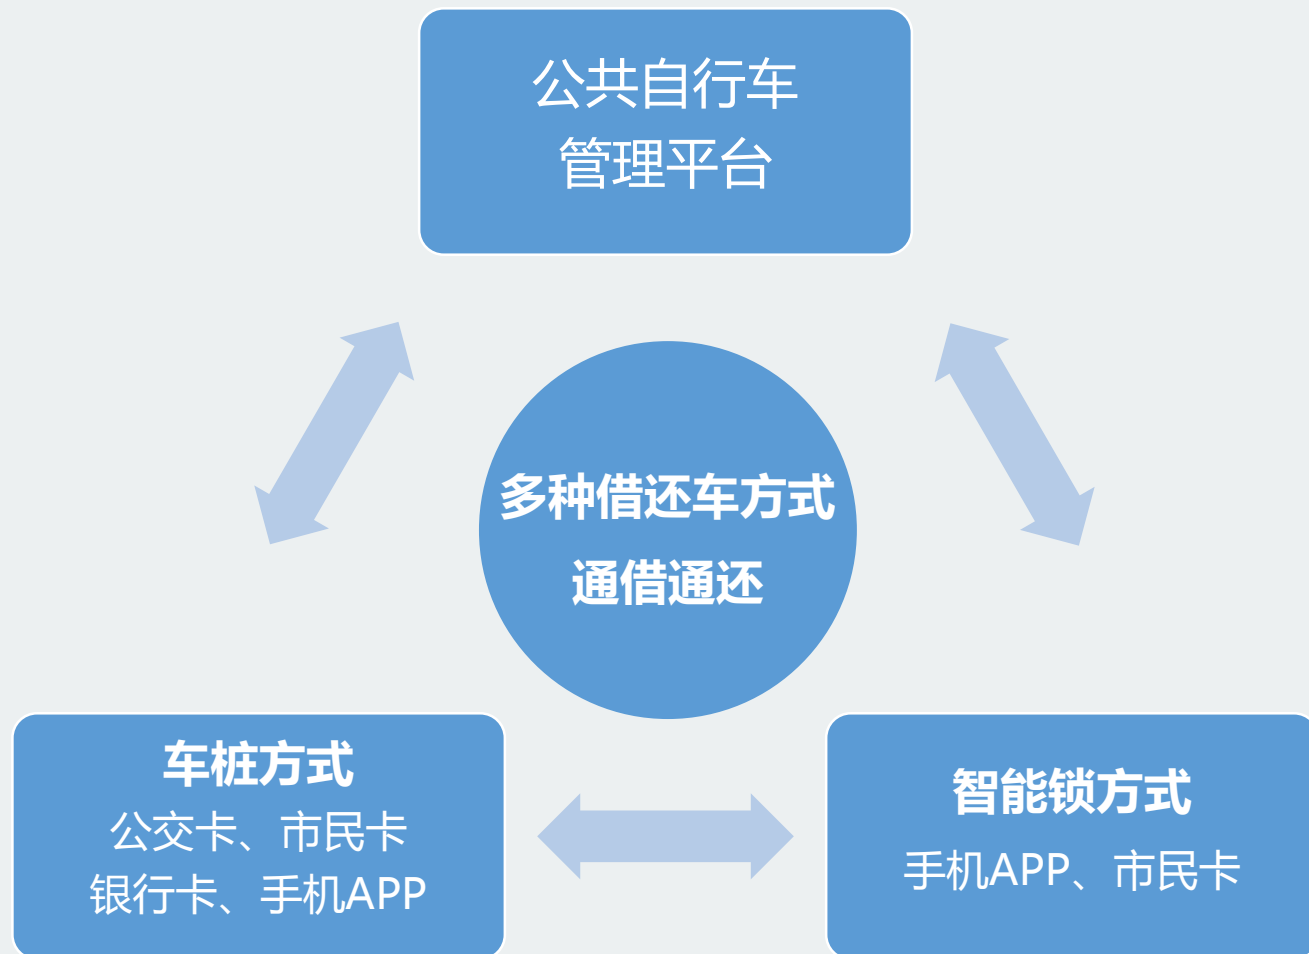 公共自行车
管理平台
多种借还车方式
通借通还
车桩方式
公交卡、市民卡
银行卡、手机APP
智能锁方式
手机APP、市民卡